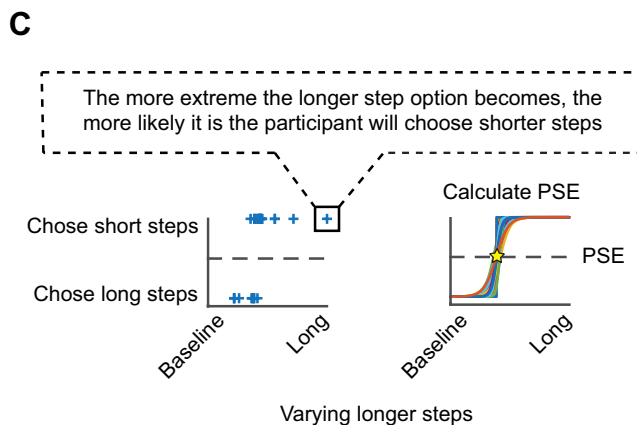 C
The more extreme the longer step option becomes, the
more likely it is the participant will choose shorter steps
Calculate PSE
Chose short steps
PSE
Chose long steps
Baseline
Long
Baseline
Long
Varying longer steps